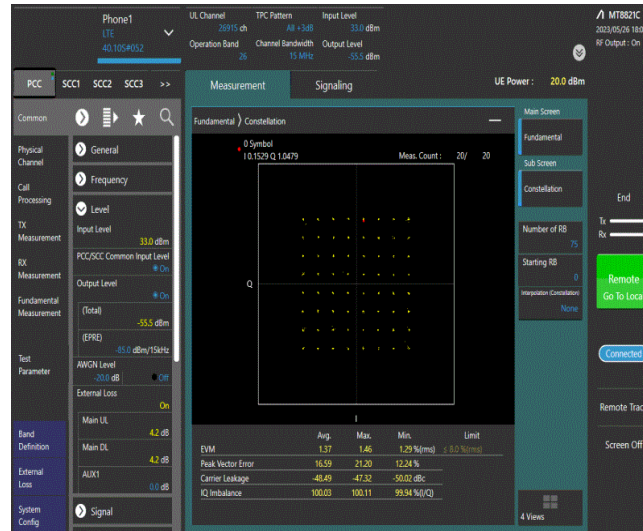 Phone1
LTE
40.105#052
UL Channel
26915 ch
TPC Pattern
All +3dB
Input Level
33.0 dBm
Operation Band
26
Channel Bandwidth
15 MHz
Output Level
-55.5 dBm
MT8821C
2023/05/26 18:0
RF Output : On
PCC
SCC1
SCC2
SCC3
>>
Measurement
Signaling
UE Power :
20.0 dBm
Common
Physical
Channel
Call
Processing
TX
Measurement
RX
Measurement
Fundamental
Measurement
Test
Parameter
Band
Definition
External
Loss
System
Config
General
Frequency
Level
Input Level
33.0 dBm
PCC/SCC Common Input Level
On
Output Level
On
(Total)
-55.5 dBm
(EPRE)
-85.0 dBm/15kHz
AWGN Level
-20.0 dB
Off
External Loss
On
Main UL
4.2 dB
Main DL
4.2 dB
AUX1
0.0 dB
Signal
Fundamental
Constellation
0 Symbol
I 0.1529 Q 1.0479
Meas. Count :
20/
20
Q
I
Avg.
Max.
Min.
Limit
EVM
1.37
1.46
1.29 %(rms)
≤ 8.0 %(rms)
Peak Vector Error
16.59
21.20
12.24 %
Carrier Leakage
-48.49
-47.32
-50.02 dBc
IQ Imbalance
100.03
100.11
99.94 %(I/Q)
Main Screen
Fundamental
Sub Screen
Constellation
Number of RB
75
Starting RB
0
Interpolation (Constellation)
None
4 Views
End
Tx
Rx
Remote
Go To Loca
Connected
Remote Trac
Screen Off